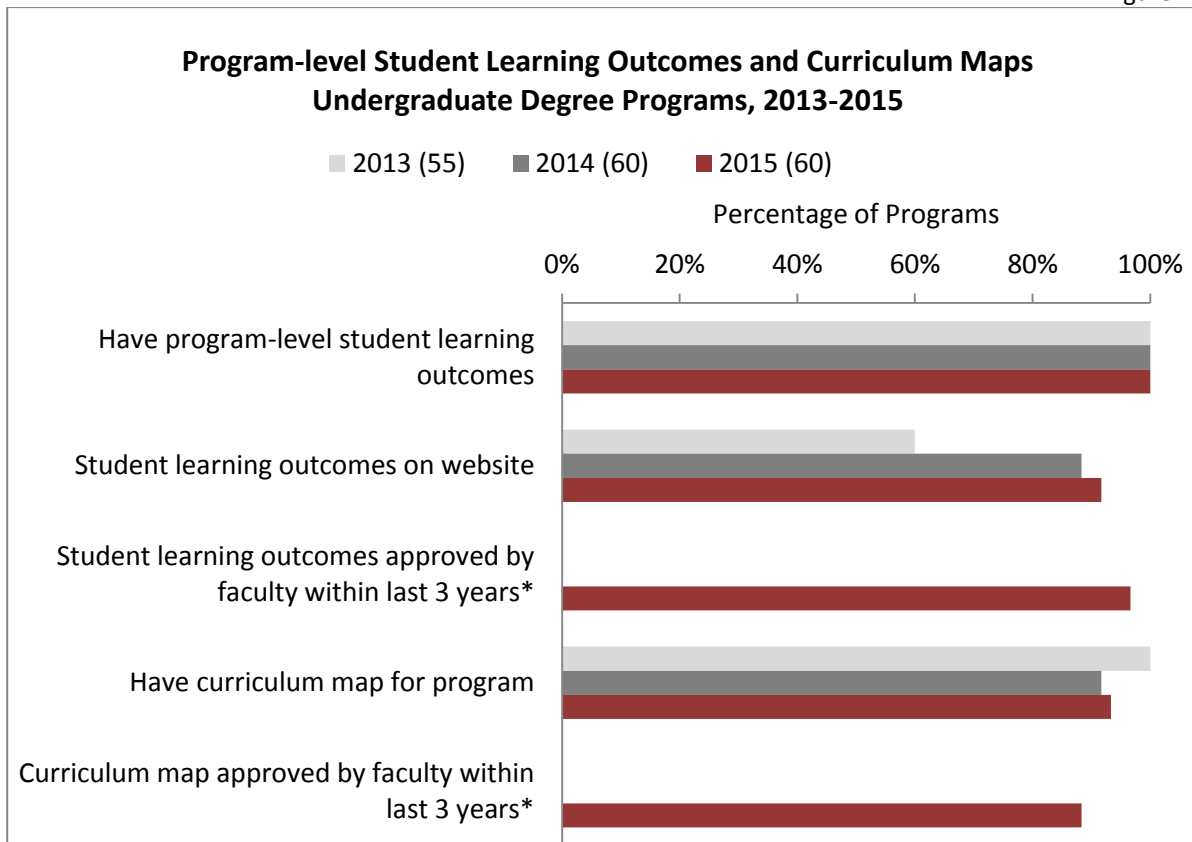 Program-level Student Learning Outcomes and Curriculum Maps
Undergraduate Degree Programs, 2013-2015
2013 (55) 2014 (60) 2015 (60)
Percentage of Programs
0% 20% 40% 60% 80% 100%
Have program-level student learning
outcomes
Student learning outcomes on website
Student learning outcomes approved by
faculty within last 3 years*
Have curriculum map for program
Curriculum map approved by faculty within
last 3 years*